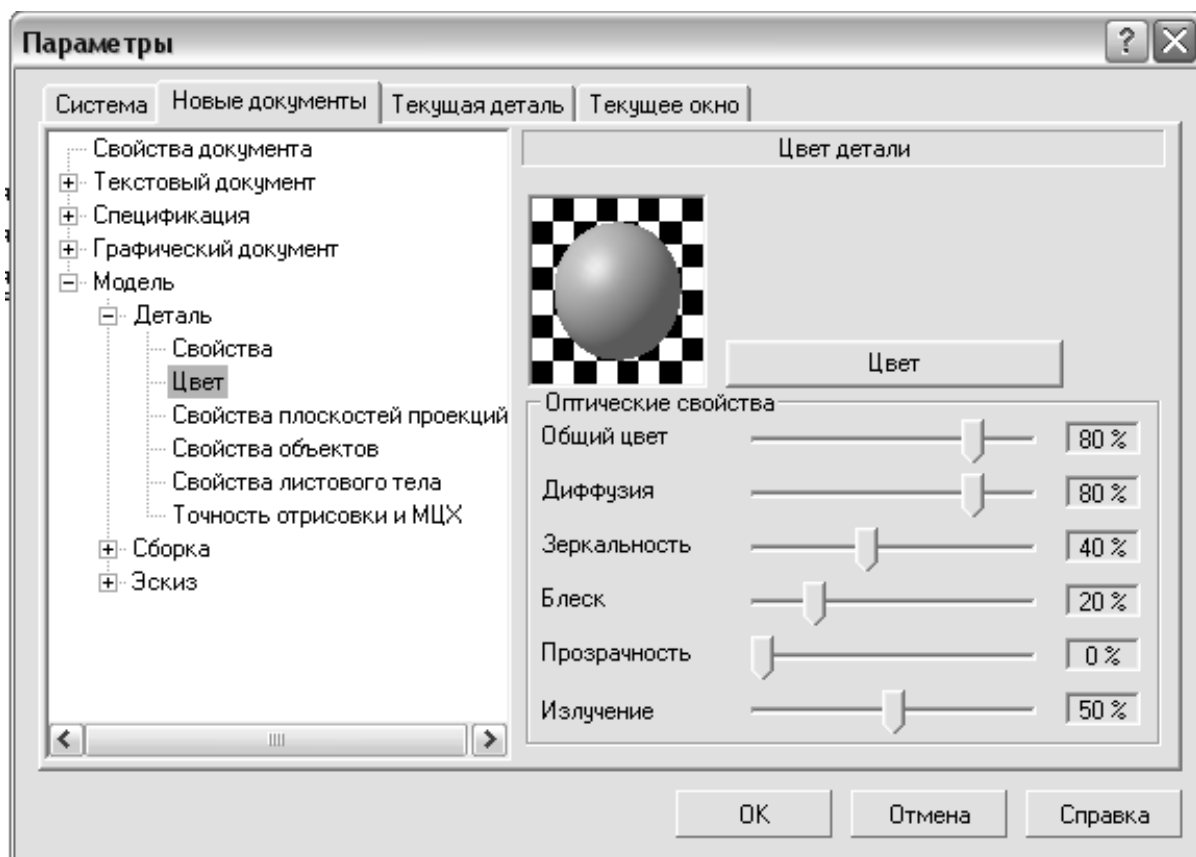 Параметры
Система
Новые документы
Текущая деталь
Текущее окно
Свойства документа
Текстовый документ
Спецификация
Графический документ
Модель
Деталь
Свойства
Цвет
Свойства плоскостей проекций
Свойства объектов
Свойства листового тела
Точность отрисовки и МЦХ
Сборка
Эскиз
Цвет детали
Цвет
Оптические свойства
Общий цвет 80 %
Диффузия 80 %
Зеркальность 40 %
Блеск 20 %
Прозрачность 0 %
Излучение 50 %
OK Отмена Справка